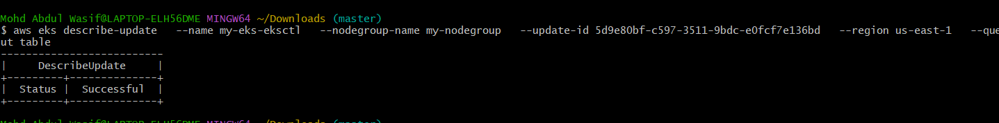 Mohd Abdul Wasif@LAPTOP-ELH56DME MINGW64 ~/Downloads (master)
$ aws eks describe-update   --name my-eks-eksctl   --nodegroup-name my-nodegroup   --update-id 5d9e80bf-c597-3511-9bdc-e0fcf7e136bd   --region us-east-1   --que
ut table
--------------------------
|     DescribeUpdate     |
+---------+--------------+
|  Status |  Successful  |
+---------+--------------+
Mohd Abdul Wasif@LAPTOP-ELH56DME MINGW64 ~/Downloads (master)